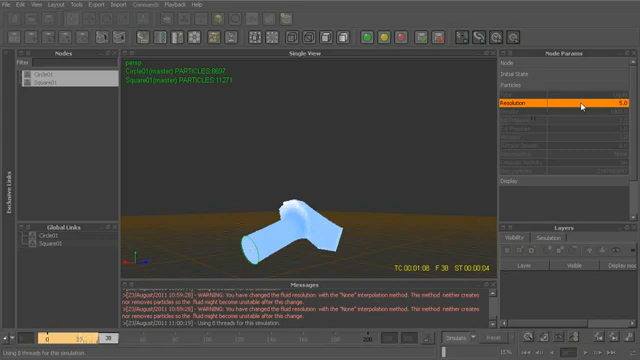 File Edit View Layout Tools Export Import Commands Playback Help
Nodes
Single View
Node Params
Filter
Circle01
Square01
persp
Circle01(master) PARTICLES:8697
Square01(master) PARTICLES:11271
Node
Initial State
Particles
Resolution 5.0
Display
Exclusive Links
Global Links
Circle01
Square01
TC 00:01:08 F 38 ST 00:00:04
Layers
Visibility Simulation
Layer Visible Display mode
Messages
>[23/August/2011 10:59:28] - WARNING: You have changed the fluid resolution with the "None" interpolation method. This method neither creates
nor removes particles so the fluid might become unstable after this change.
>[23/August/2011 10:59:28] - WARNING: You have changed the fluid resolution with the "None" interpolation method. This method neither creates
nor removes particles so the fluid might become unstable after this change.
>[23/August/2011 11:00:19] - Using 8 threads for this simulation.
0 38 200
Simulate
Using 8 threads for this simulation.